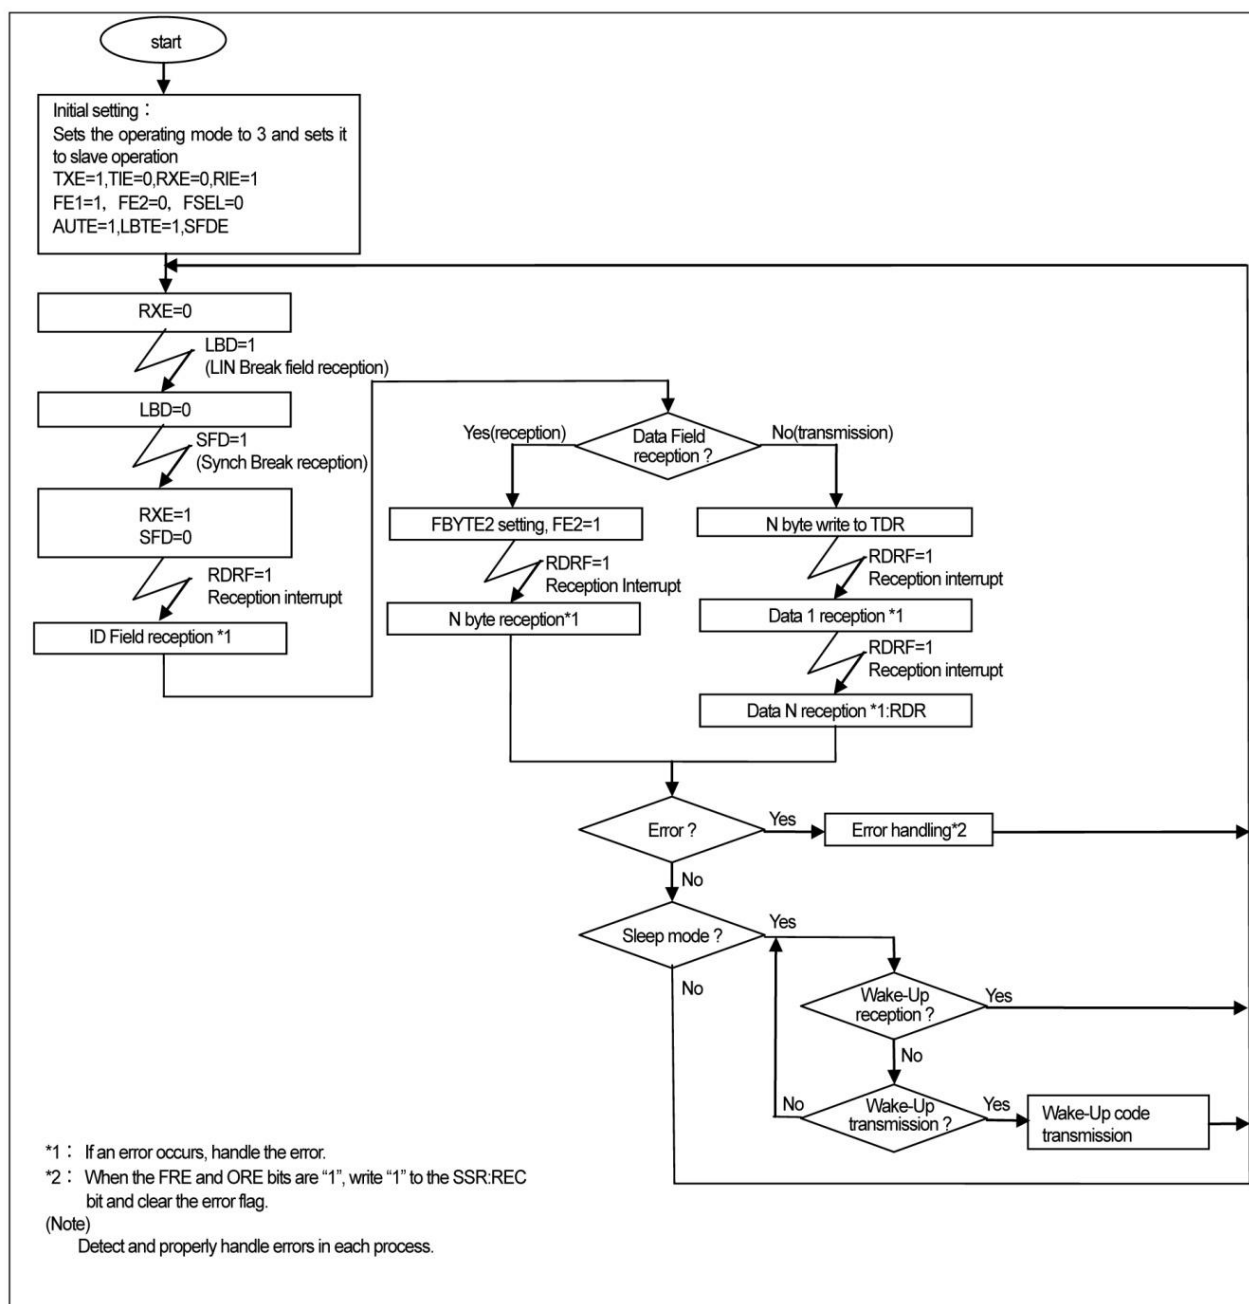 start
Initial setting：
Sets the operating mode to 3 and sets it
to slave operation
TXE=1,TIE=0,RXE=0,RIE=1
FE1=1, FE2=0, FSEL=0
AUTE=1,LBTE=1,SFDE
RXE=0
LBD=1
(LIN Break field reception)
LBD=0
SFD=1
(Synch Break reception)
RXE=1
SFD=0
RDRF=1
Reception interrupt
ID Field reception *1
Data Field
reception ?
Yes(reception)
No(transmission)
FBYTE2 setting, FE2=1
RDRF=1
Reception Interrupt
N byte reception*1
N byte write to TDR
RDRF=1
Reception interrupt
Data 1 reception *1
RDRF=1
Reception interrupt
Data N reception *1:RDR
Error ?
Yes
Error handling*2
No
Sleep mode ?
Yes
No
Wake-Up
reception ?
Yes
No
Wake-Up
transmission ?
No
Yes
Wake-Up code
transmission
*1： If an error occurs, handle the error.
*2： When the FRE and ORE bits are “1”, write “1” to the SSR:REC
bit and clear the error flag.
(Note)
Detect and properly handle errors in each process.